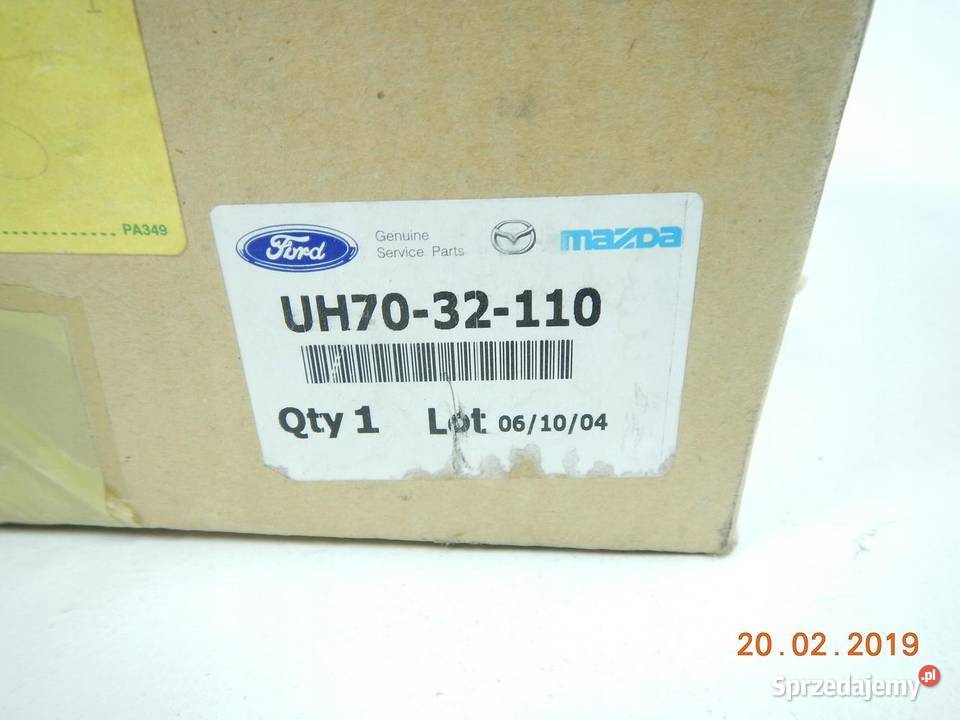 PA349
Ford Genuine Service Parts mazda
UH70-32-110
Qty 1 Lot 06/10/04
20.02.2019
Sprzedajemy.pl